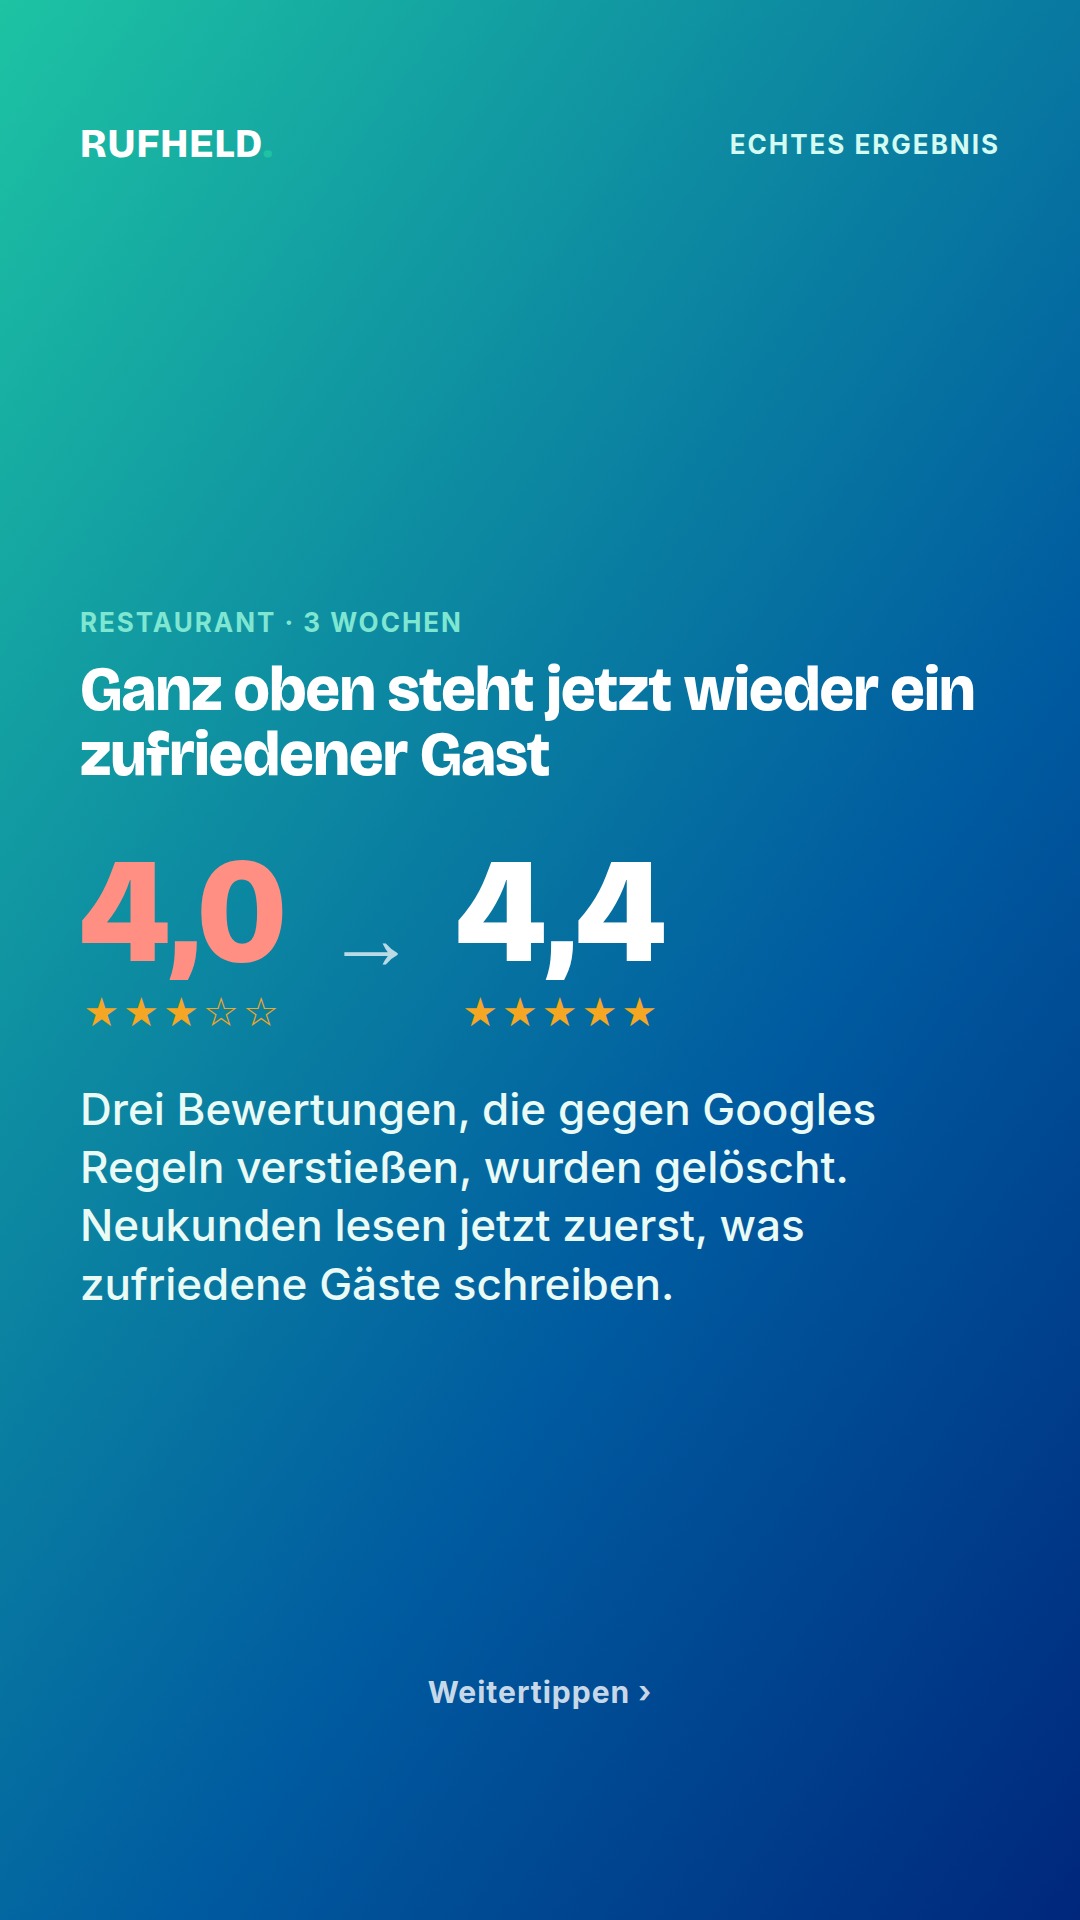 RUFHELD.
ECHTES ERGEBNIS
RESTAURANT · 3 WOCHEN
Ganz oben steht jetzt wieder ein
zufriedener Gast
4,0 → 4,4
★★★☆☆ ★★★★★
Drei Bewertungen, die gegen Googles
Regeln verstießen, wurden gelöscht.
Neukunden lesen jetzt zuerst, was
zufriedene Gäste schreiben.
Weitertippen ›